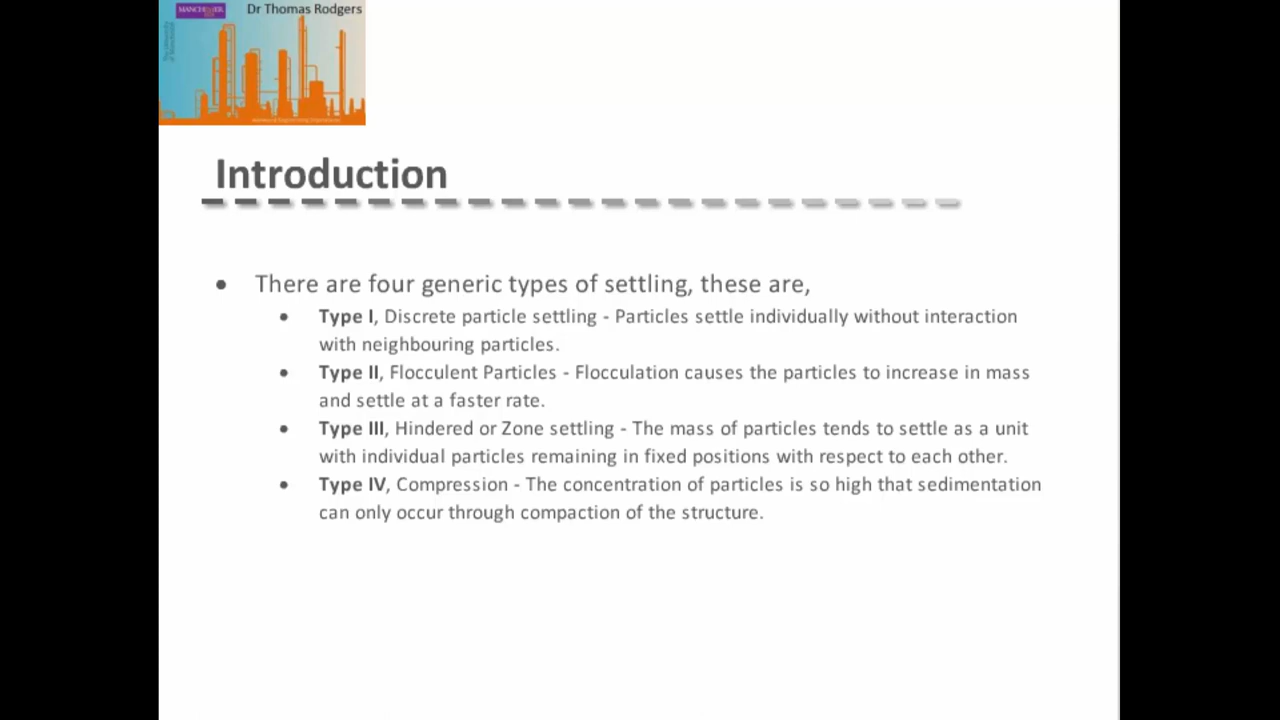 MANCHESTER
Dr Thomas Rodgers
Introduction
• There are four generic types of settling, these are,
• Type I, Discrete particle settling - Particles settle individually without interaction
with neighbouring particles.
• Type II, Flocculent Particles - Flocculation causes the particles to increase in mass
and settle at a faster rate.
• Type III, Hindered or Zone settling - The mass of particles tends to settle as a unit
with individual particles remaining in fixed positions with respect to each other.
• Type IV, Compression - The concentration of particles is so high that sedimentation
can only occur through compaction of the structure.